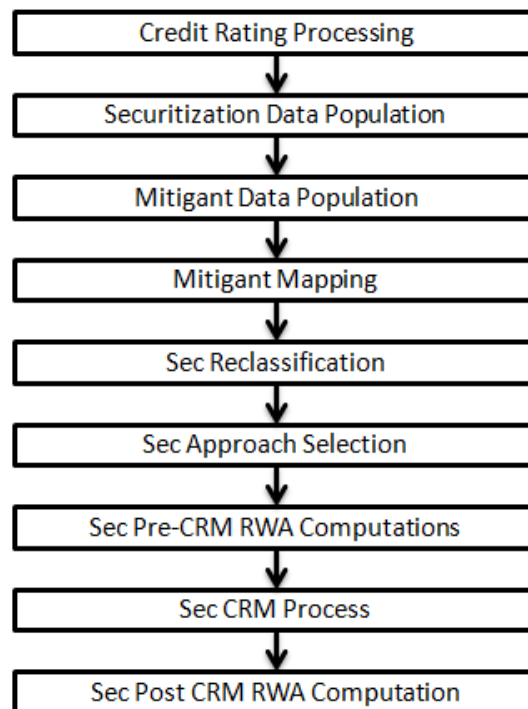 Credit Rating Processing
Securitization Data Population
Mitigant Data Population
Mitigant Mapping
Sec Reclassification
Sec Approach Selection
Sec Pre-CRM RWA Computations
Sec CRM Process
Sec Post CRM RWA Computation